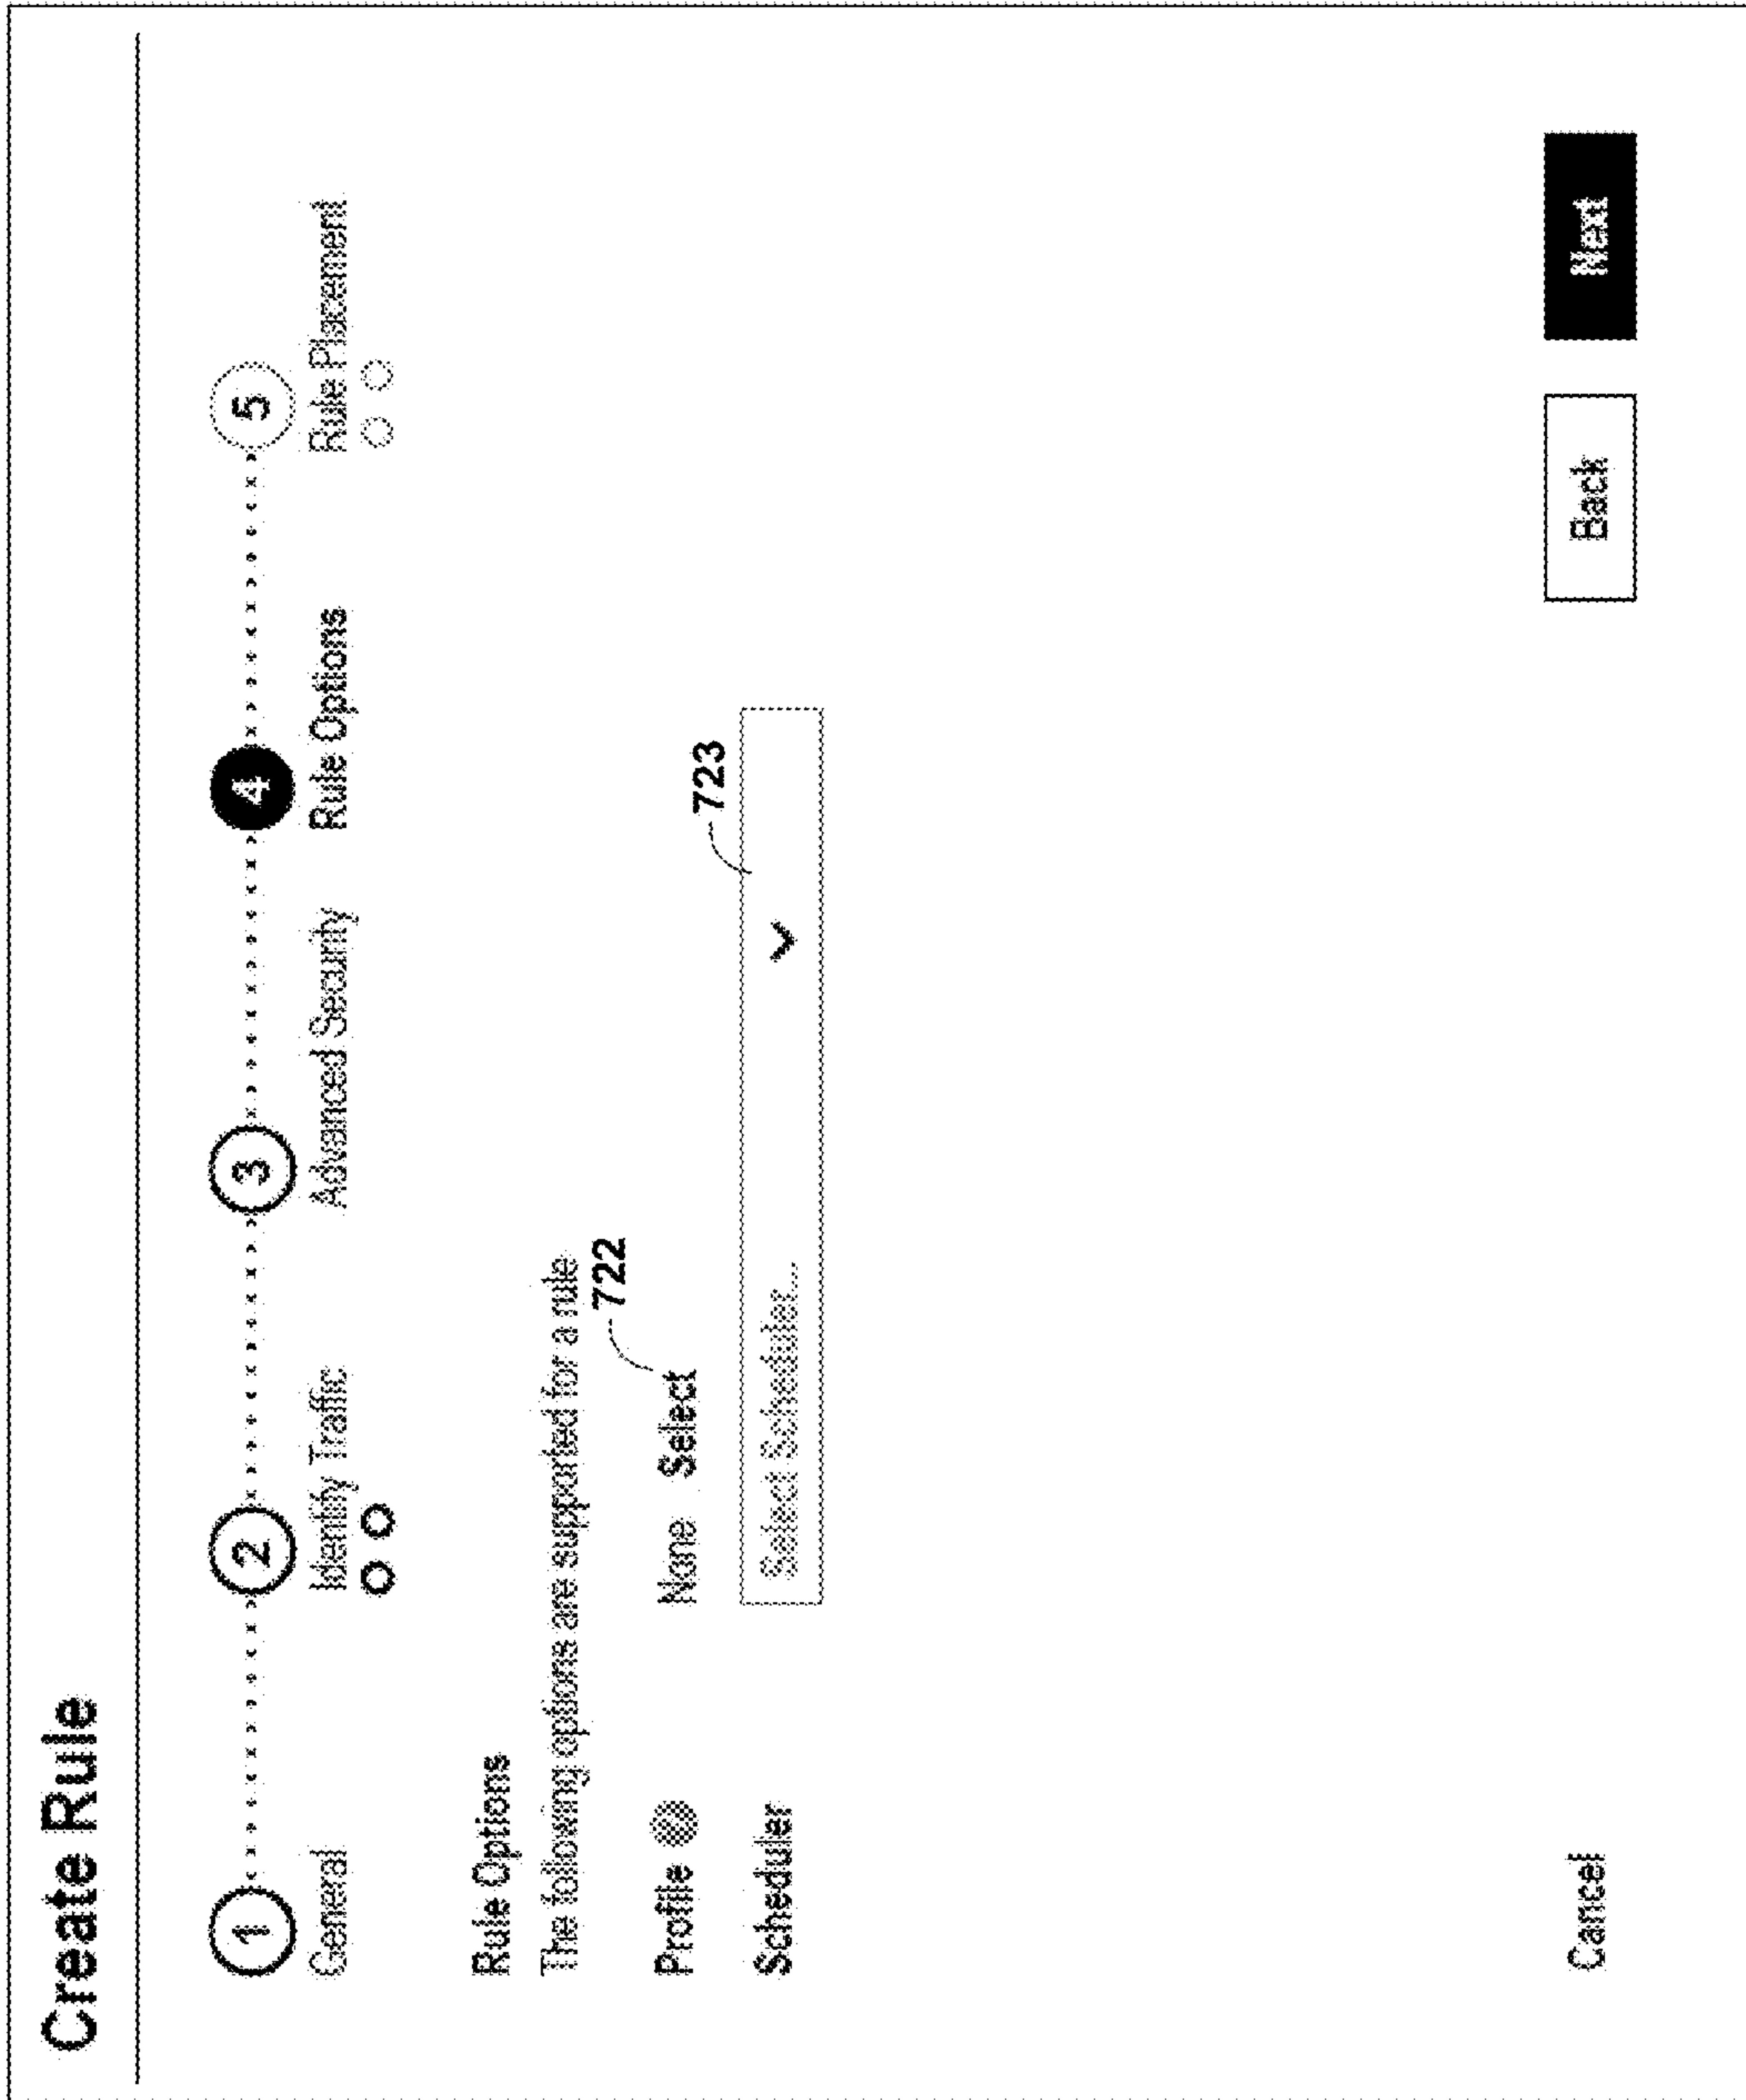 Create Rule
1 2 3 4 5
General Identify Traffic Advanced Security Rule Options Rule Placement
Rule Options
The following options are supported for a rule
722
Profile None Select
723
Scheduler Select Scheduler...
Cancel Back Next